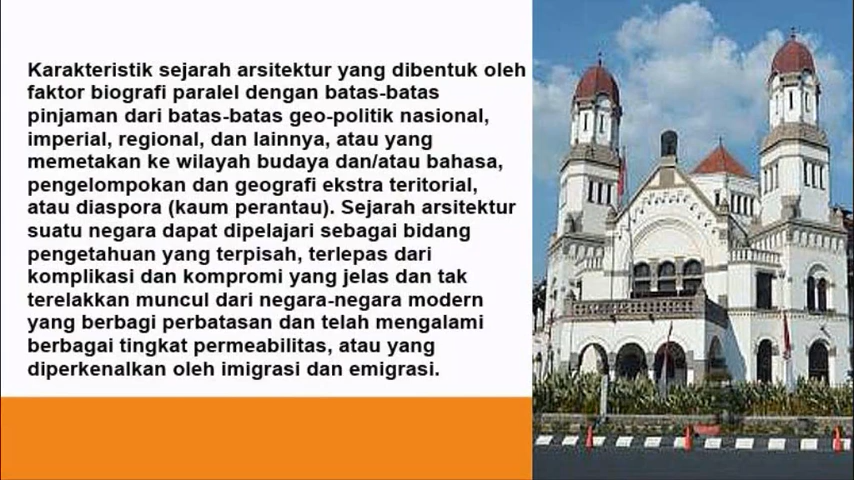 Karakteristik sejarah arsitektur yang dibentuk oleh
faktor biografi paralel dengan batas-batas
pinjaman dari batas-batas geo-politik nasional,
imperial, regional, dan lainnya, atau yang
memetakan ke wilayah budaya dan/atau bahasa,
pengelompokan dan geografi ekstra teritorial,
atau diaspora (kaum perantau). Sejarah arsitektur
suatu negara dapat dipelajari sebagai bidang
pengetahuan yang terpisah, terlepas dari
komplikasi dan kompromi yang jelas dan tak
terelakkan muncul dari negara-negara modern
yang berbagi perbatasan dan telah mengalami
berbagai tingkat permeabilitas, atau yang
diperkenalkan oleh imigrasi dan emigrasi.